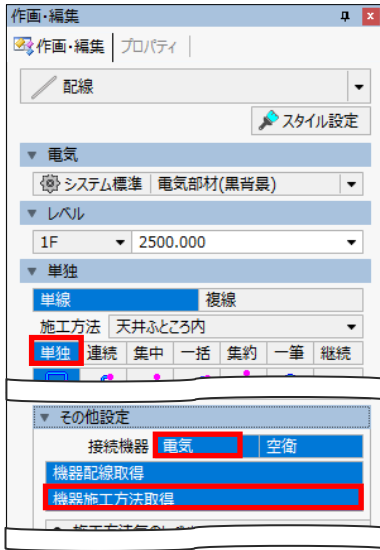 作画・編集
作画・編集 プロパティ
配線
スタイル設定
電気
システム標準 電気部材(黒背景)
レベル
1F 2500.000
単独
単線 複線
施工方法 天井ふところ内
単独 連続 集中 一括 集約 一筆 継続
その他設定
接続機器 電気 空衛
機器配線取得
機器施工方法取得